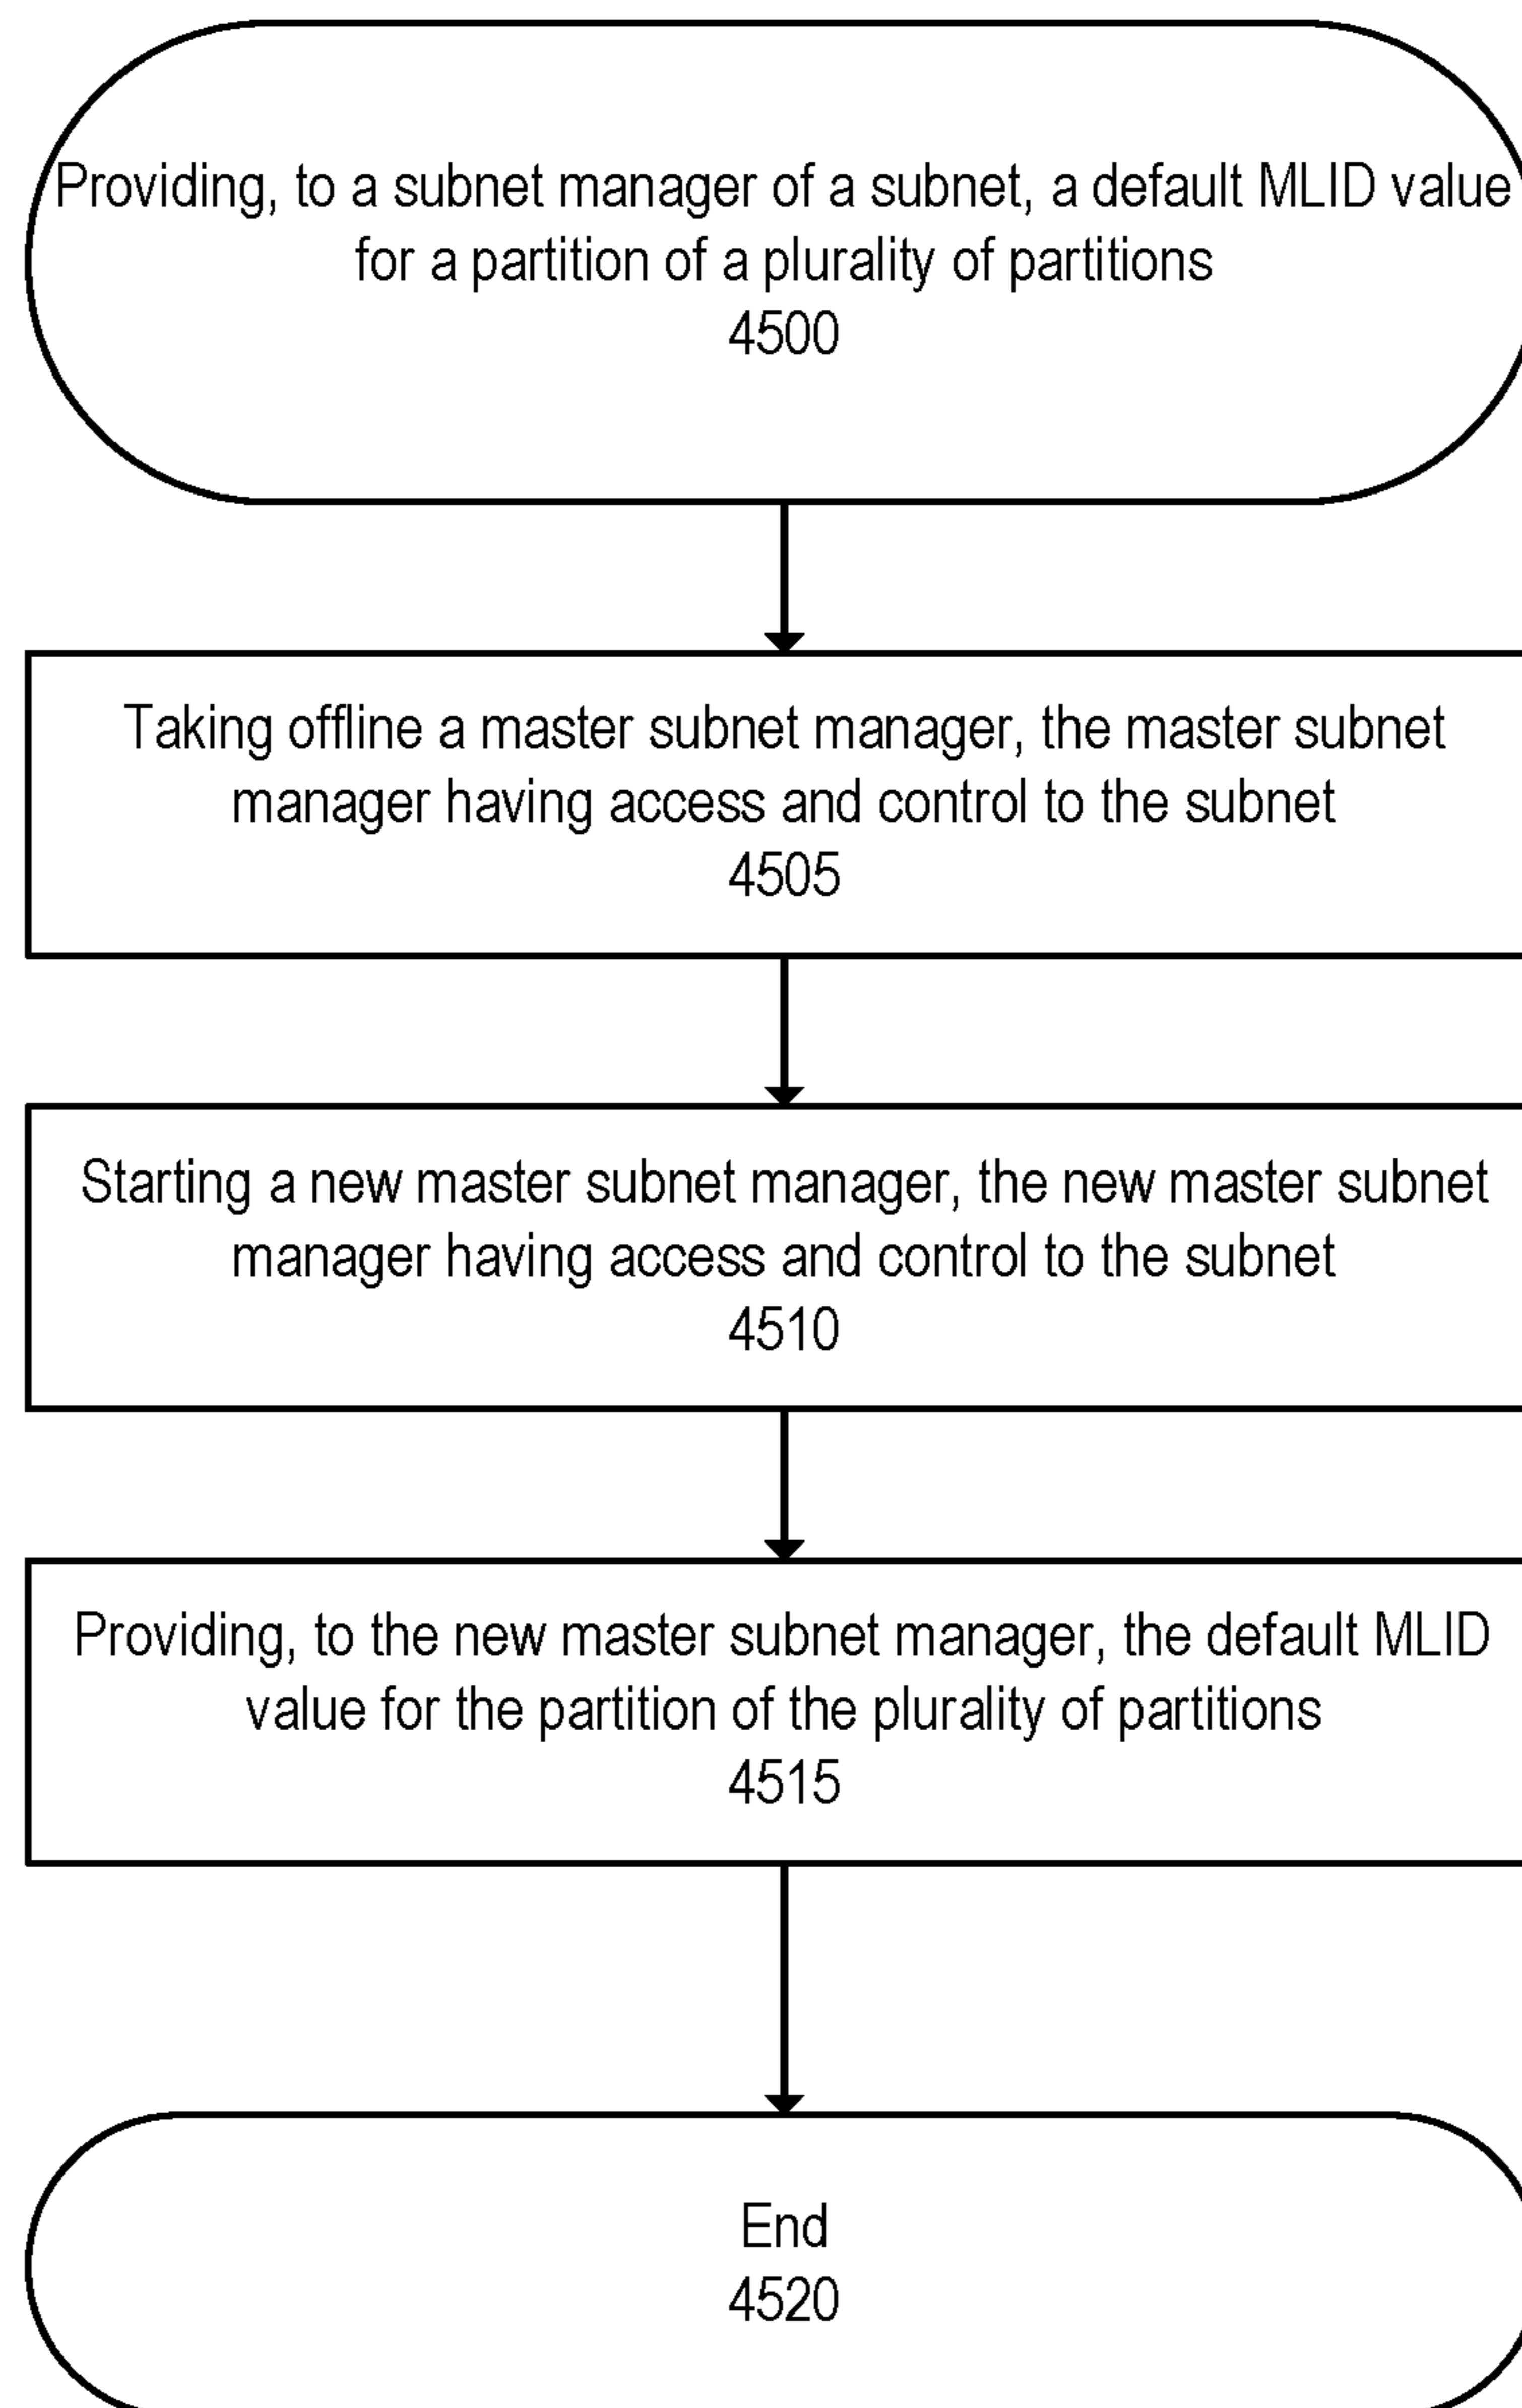 Providing, to a subnet manager of a subnet, a default MLID value
for a partition of a plurality of partitions
4500
Taking offline a master subnet manager, the master subnet
manager having access and control to the subnet
4505
Starting a new master subnet manager, the new master subnet
manager having access and control to the subnet
4510
Providing, to the new master subnet manager, the default MLID
value for the partition of the plurality of partitions
4515
End
4520